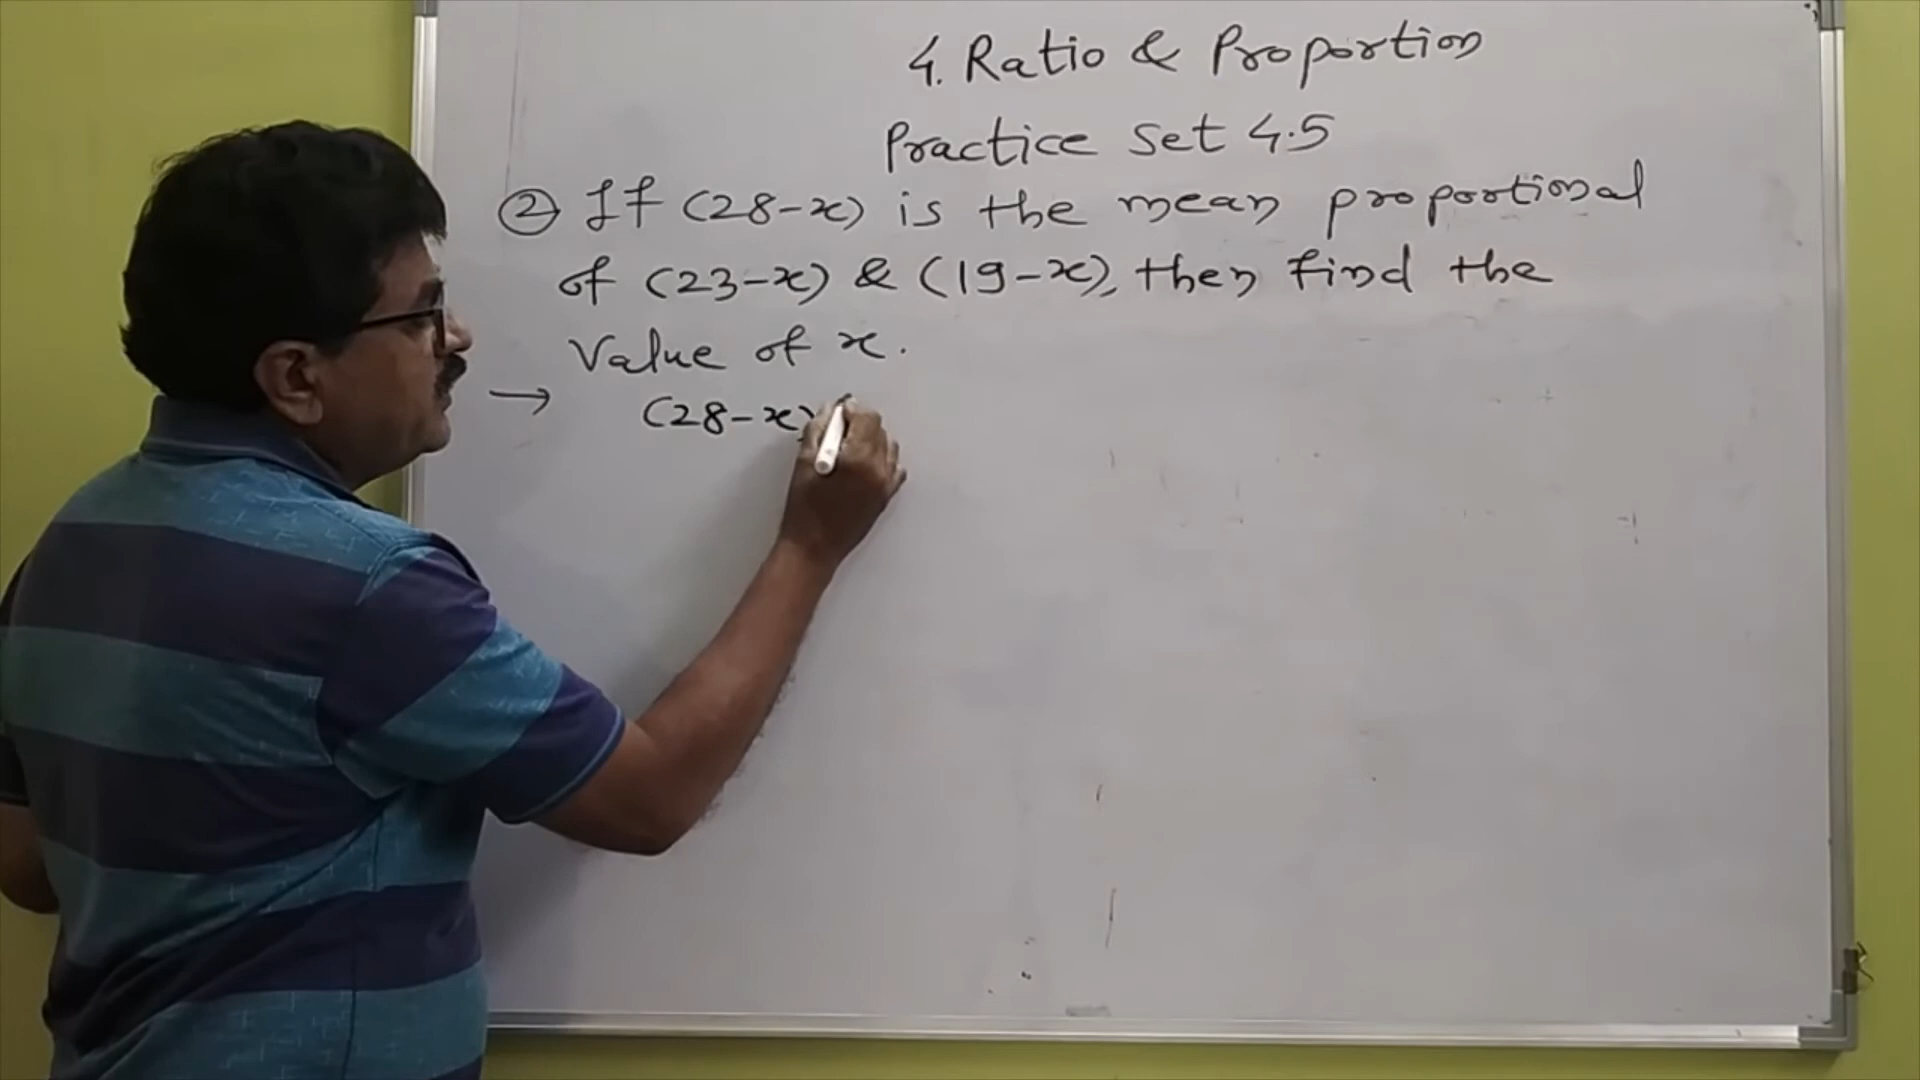 4. Ratio & Proportion
Practice Set 4.5
② If (28-x) is the mean proportional
of (23-x) & (19-x), then find the
Value of x.
→ (28-x)